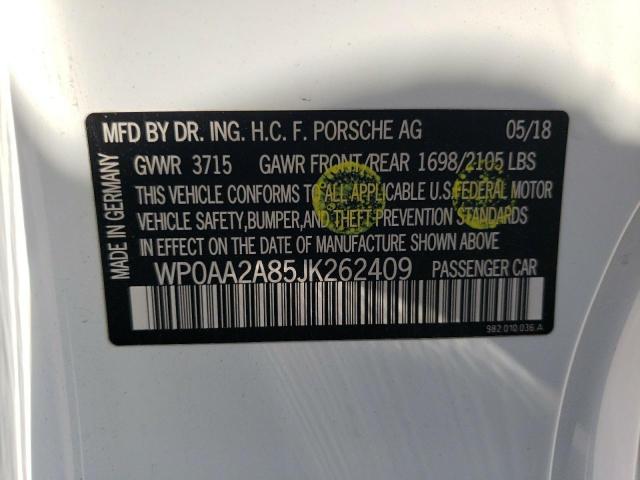 MFD BY DR. ING. H.C. F. PORSCHE AG 05/18
GVWR 3715 GAWR FRONT/REAR 1698/2105 LBS
THIS VEHICLE CONFORMS TO ALL APPLICABLE U.S.FEDERAL MOTOR
VEHICLE SAFETY,BUMPER,AND THEFT PREVENTION STANDARDS
IN EFFECT ON THE DATE OF MANUFACTURE SHOWN ABOVE
WP0AA2A85JK262409 PASSENGER CAR
982.010.036.A
MADE IN GERMANY